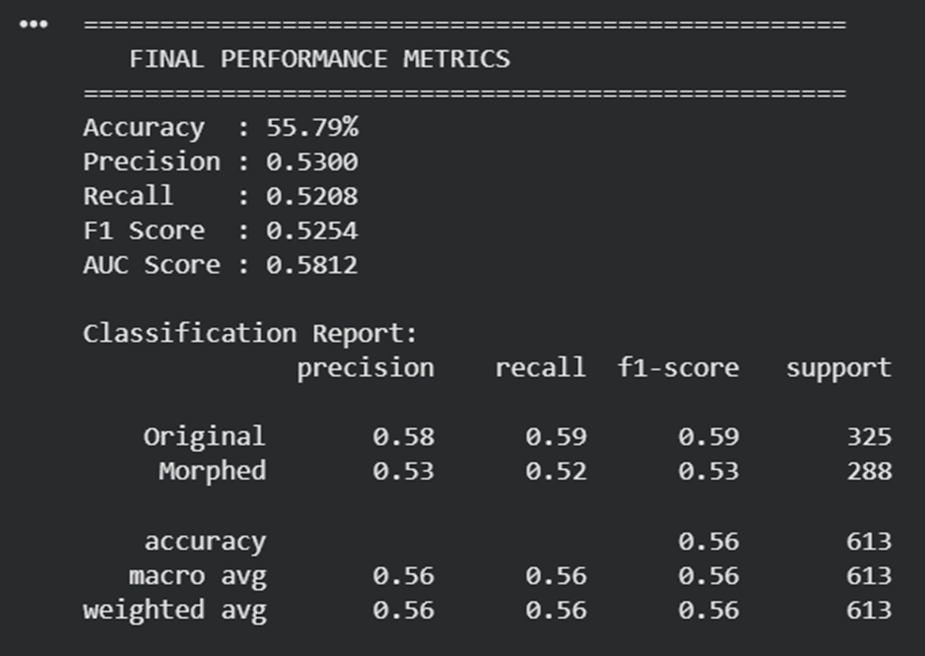 ==================================================
FINAL PERFORMANCE METRICS
==================================================
Accuracy : 55.79%
Precision : 0.5300
Recall : 0.5208
F1 Score : 0.5254
AUC Score : 0.5812
Classification Report:
precision recall f1-score support
Original 0.58 0.59 0.59 325
Morphed 0.53 0.52 0.53 288
accuracy 0.56 613
macro avg 0.56 0.56 0.56 613
weighted avg 0.56 0.56 0.56 613